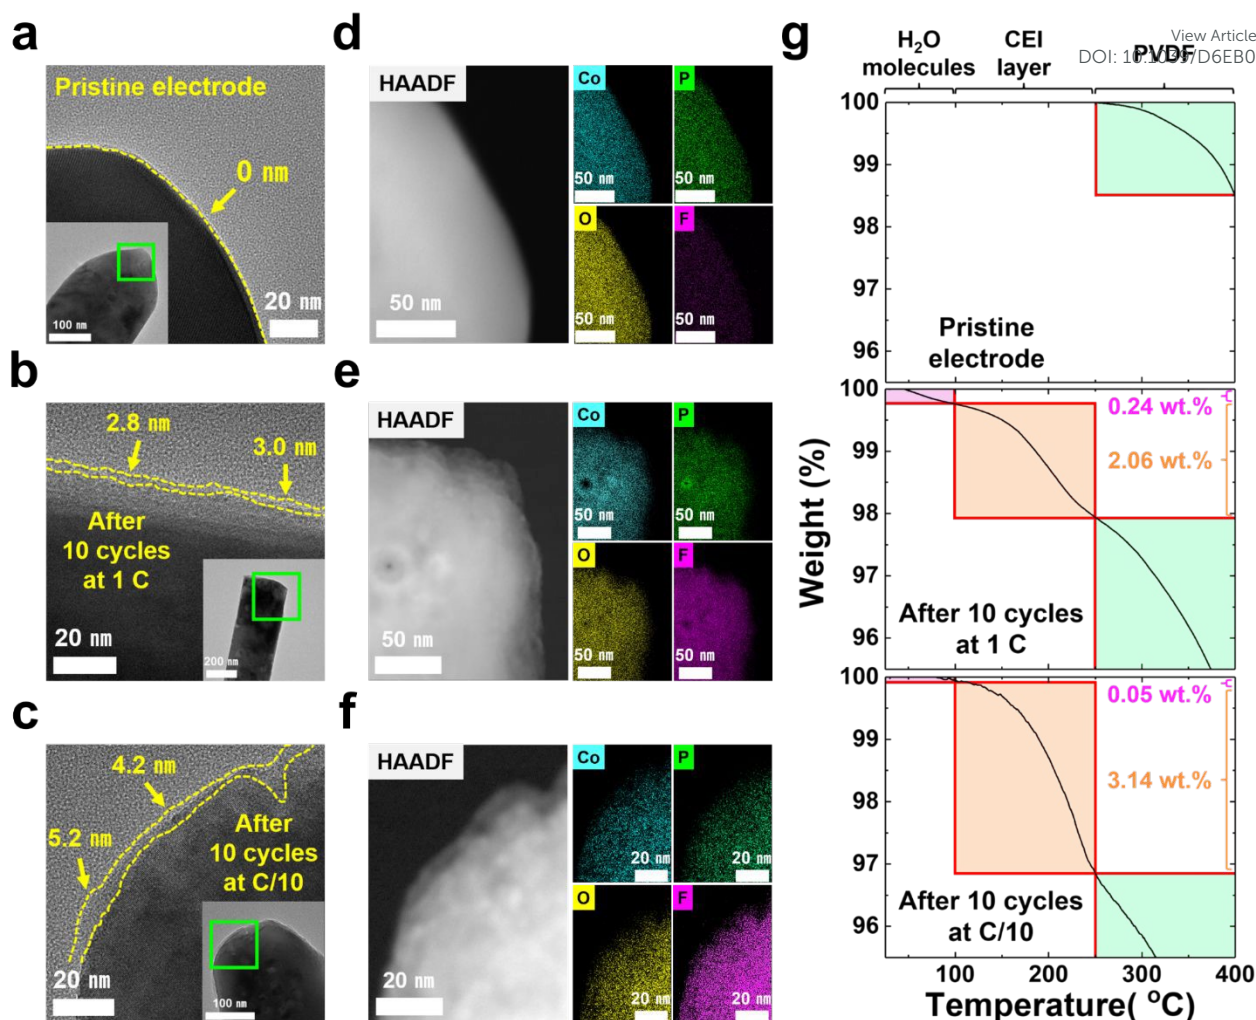 a
Pristine electrode
0 nm
100 nm
20 nm
b
2.8 nm
3.0 nm
After
10 cycles
at 1 C
20 nm
200 nm
c
4.2 nm
5.2 nm
After
10 cycles
at C/10
20 nm
100 nm
d
HAADF
50 nm
Co
50 nm
P
50 nm
O
50 nm
F
50 nm
e
HAADF
50 nm
Co
50 nm
P
50 nm
O
50 nm
F
50 nm
f
HAADF
20 nm
Co
20 nm
P
20 nm
O
20 nm
F
20 nm
g
View Article
H2O
molecules
CEI
layer
PVDF
100
99
98
97
96
Pristine
electrode
100
99
98
97
96
0.24 wt.%
2.06 wt.%
After 10 cycles
at 1 C
100
99
98
97
96
0.05 wt.%
3.14 wt.%
After 10 cycles
at C/10
Weight (%)
100
200
300
400
Temperature( °C)